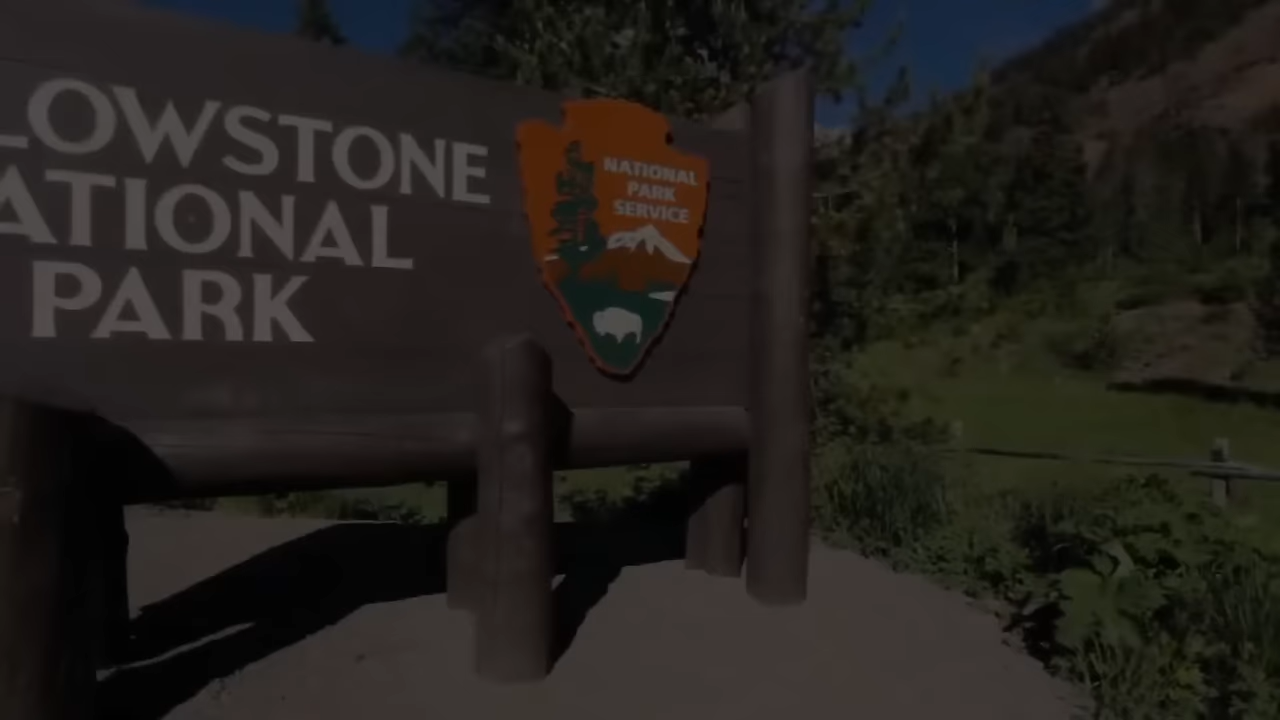 LOWSTONE
ATIONAL
PARK
NATIONAL
PARK
SERVICE